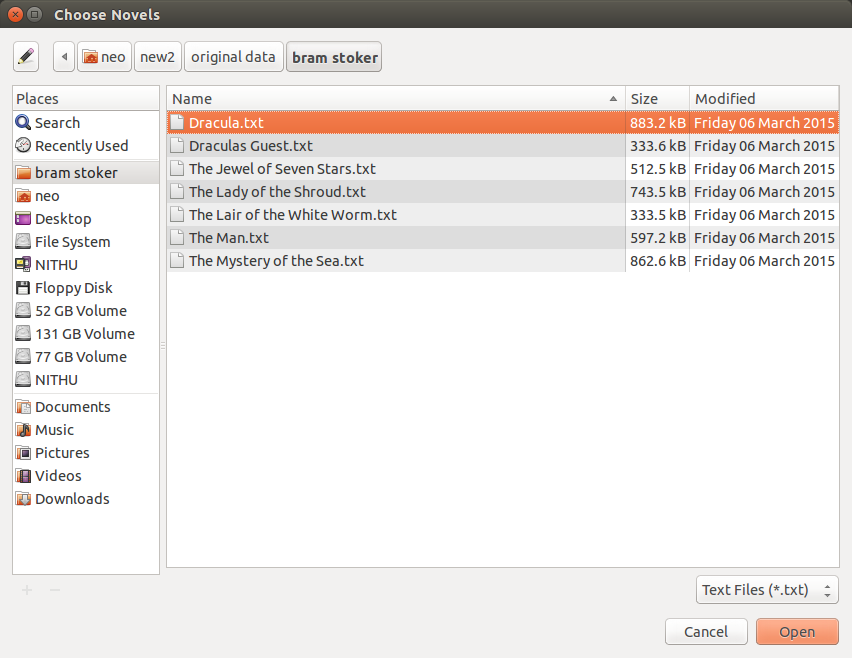 Choose Novels
neo new2 original data bram stoker
Places
Search
Recently Used
bram stoker
neo
Desktop
File System
NITHU
Floppy Disk
52 GB Volume
131 GB Volume
77 GB Volume
NITHU
Documents
Music
Pictures
Videos
Downloads
Name Size Modified
Dracula.txt 883.2 kB Friday 06 March 2015
Draculas Guest.txt 333.6 kB Friday 06 March 2015
The Jewel of Seven Stars.txt 512.5 kB Friday 06 March 2015
The Lady of the Shroud.txt 743.5 kB Friday 06 March 2015
The Lair of the White Worm.txt 333.5 kB Friday 06 March 2015
The Man.txt 597.2 kB Friday 06 March 2015
The Mystery of the Sea.txt 862.6 kB Friday 06 March 2015
Text Files (*.txt)
Cancel Open